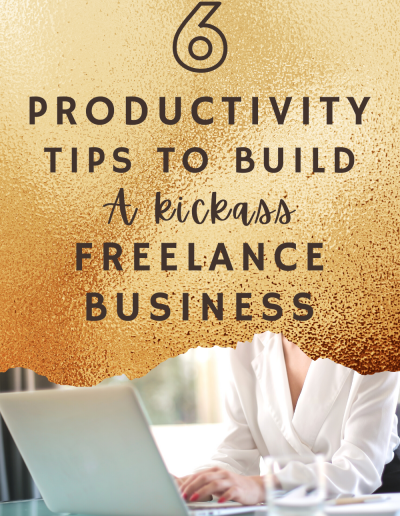 6
PRODUCTIVITY
TIPS TO BUILD
A kickass
FREELANCE
BUSINESS